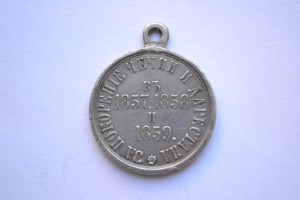 ЗА ПОКОРЕНІЕ ЧЕЧНИ И ДАГЕСТАНА
ВЪ
1857, 1858
И
1859.